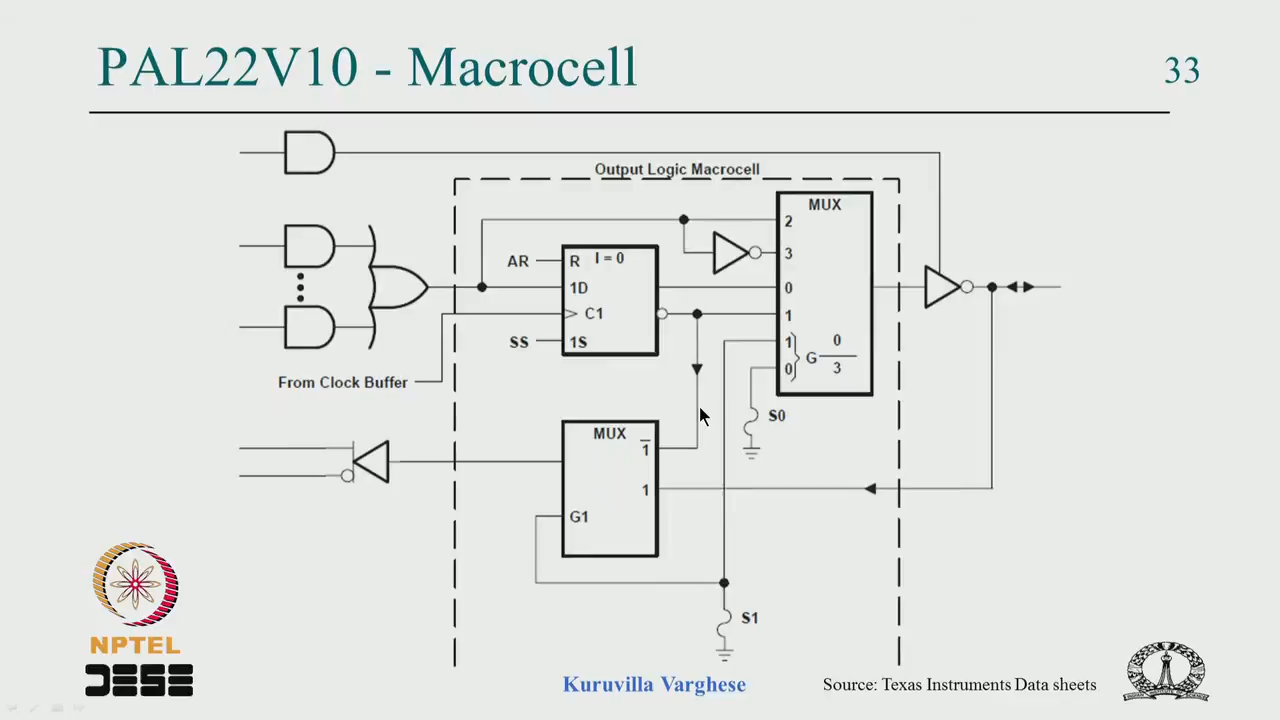 PAL22V10 - Macrocell
33
Output Logic Macrocell
MUX
2
3
0
1
1
0
G 0
3
AR
R I = 0
1D
C1
SS
1S
From Clock Buffer
S0
MUX
1
1
G1
S1
NPTEL
DESE
Kuruvilla Varghese
Source: Texas Instruments Data sheets